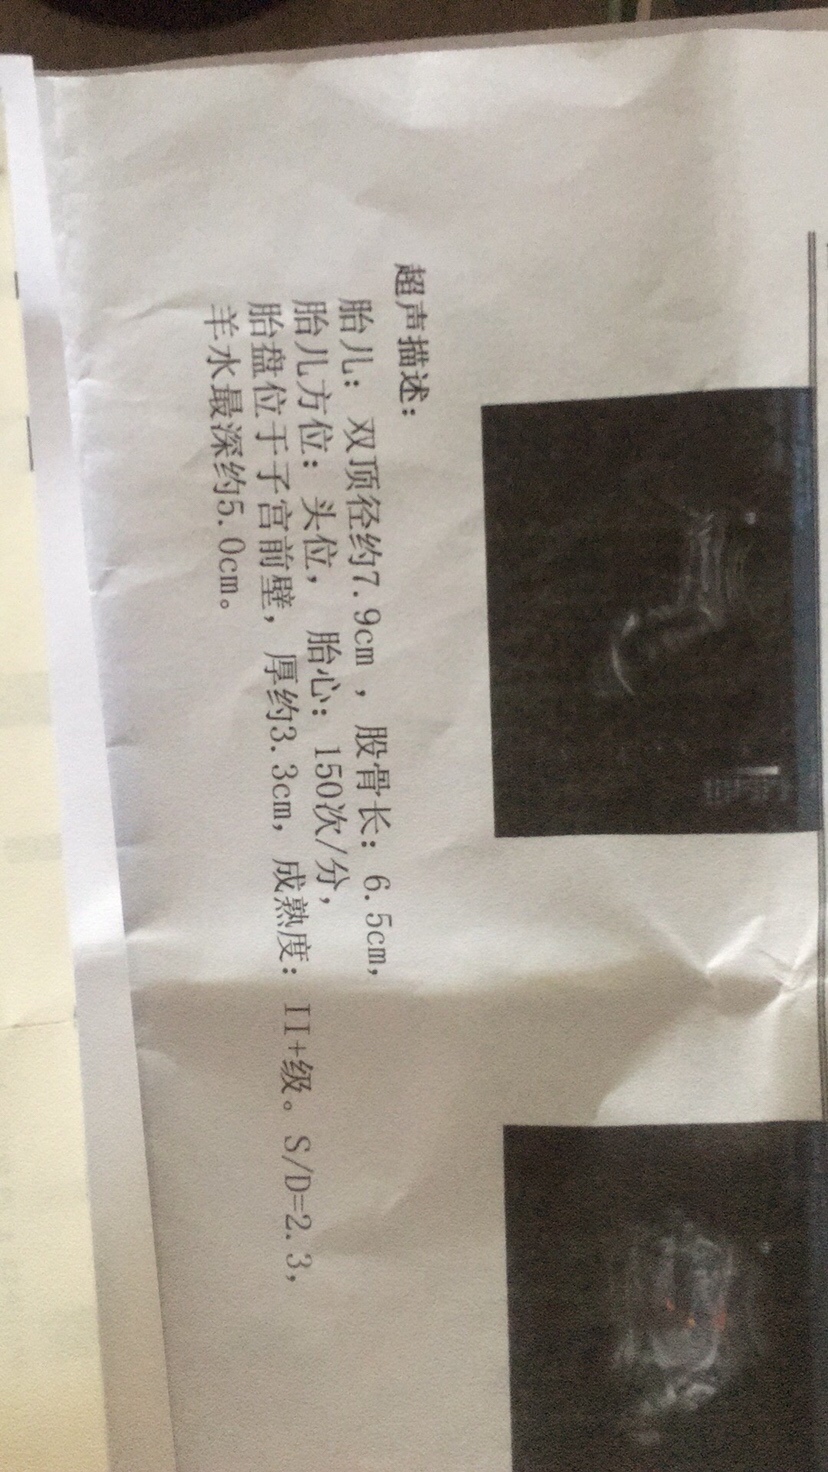 超声描述：
胎儿：双顶径约7.9cm ，股骨长：6.5cm，
胎儿方位：头位， 胎心：150次/分，
胎盘位于子宫前壁，厚约3.3cm，成熟度： II+级。S/D=2.3，
羊水最深约5.0cm。